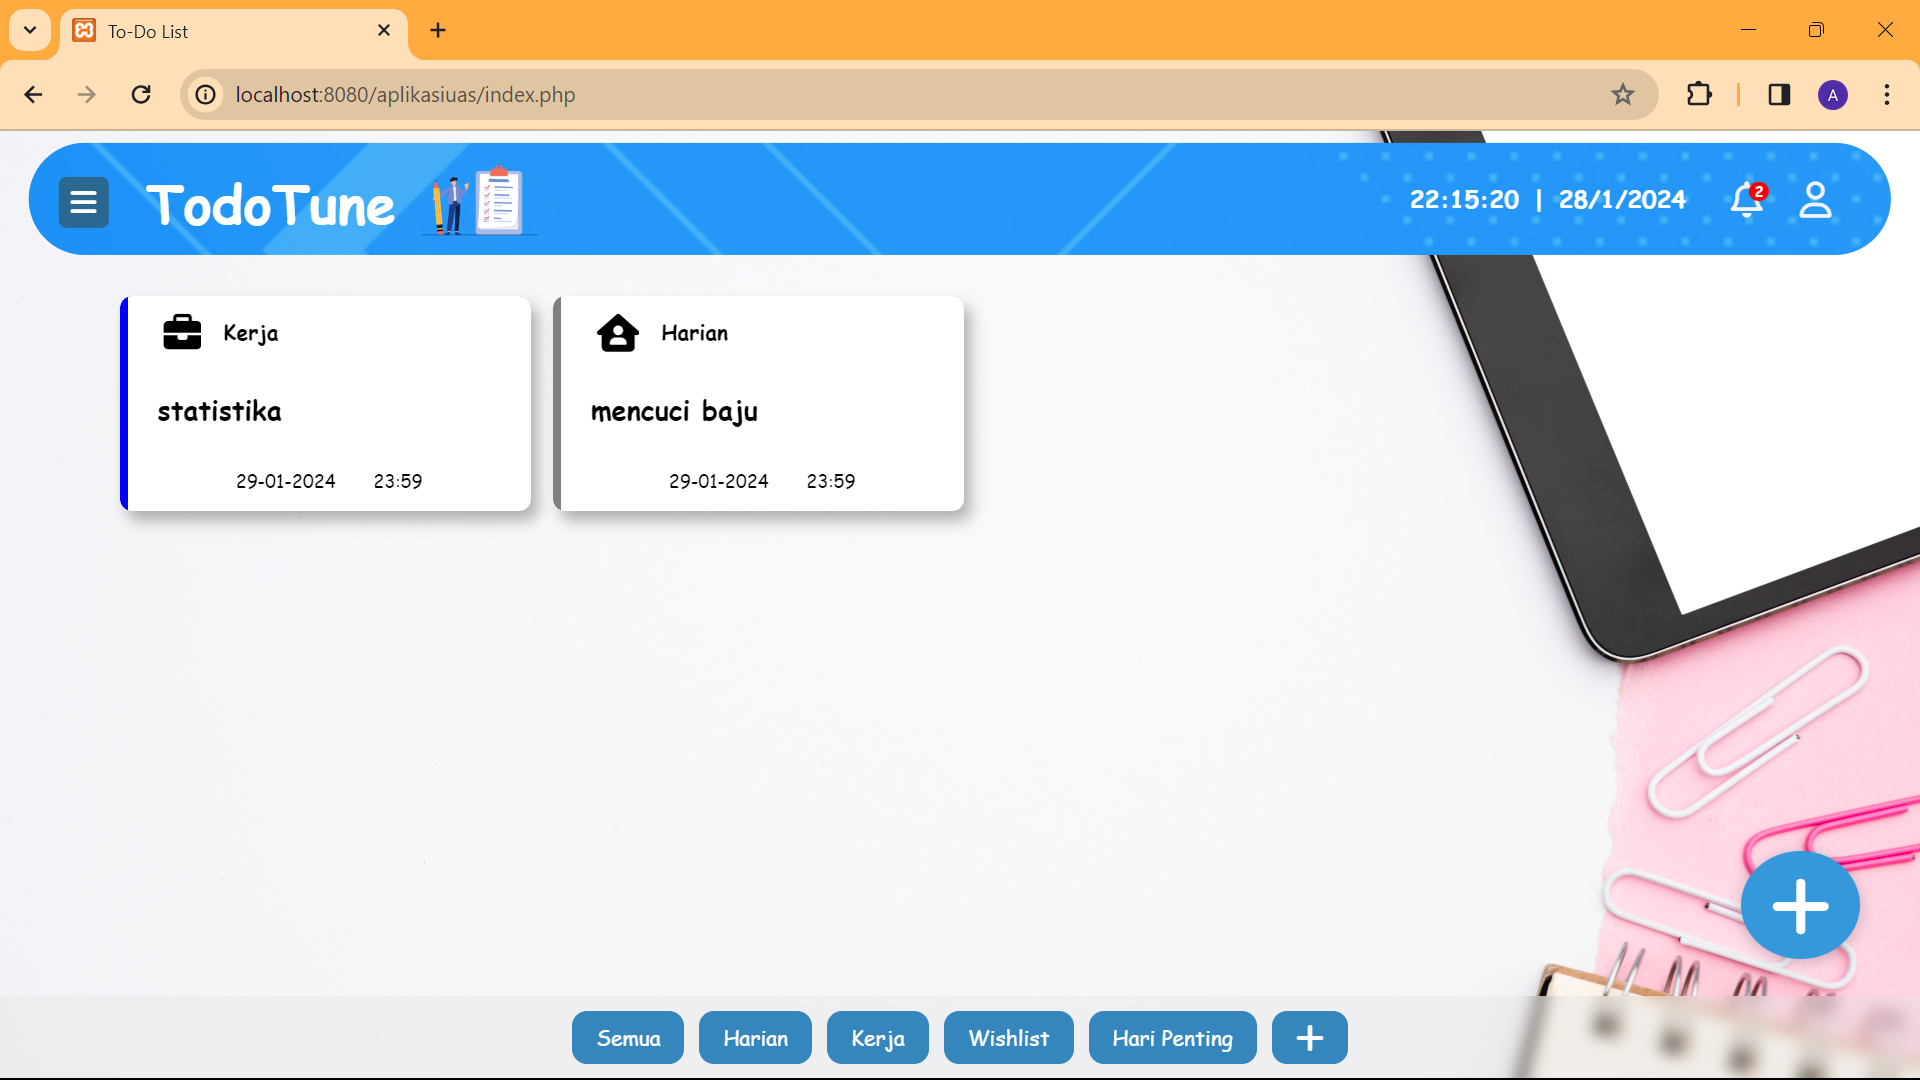 To-Do List
localhost:8080/aplikasiuas/index.php
A
TodoTune
22:15:20 | 28/1/2024
2
Kerja
statistika
29-01-2024 23:59
Harian
mencuci baju
29-01-2024 23:59
Semua
Harian
Kerja
Wishlist
Hari Penting